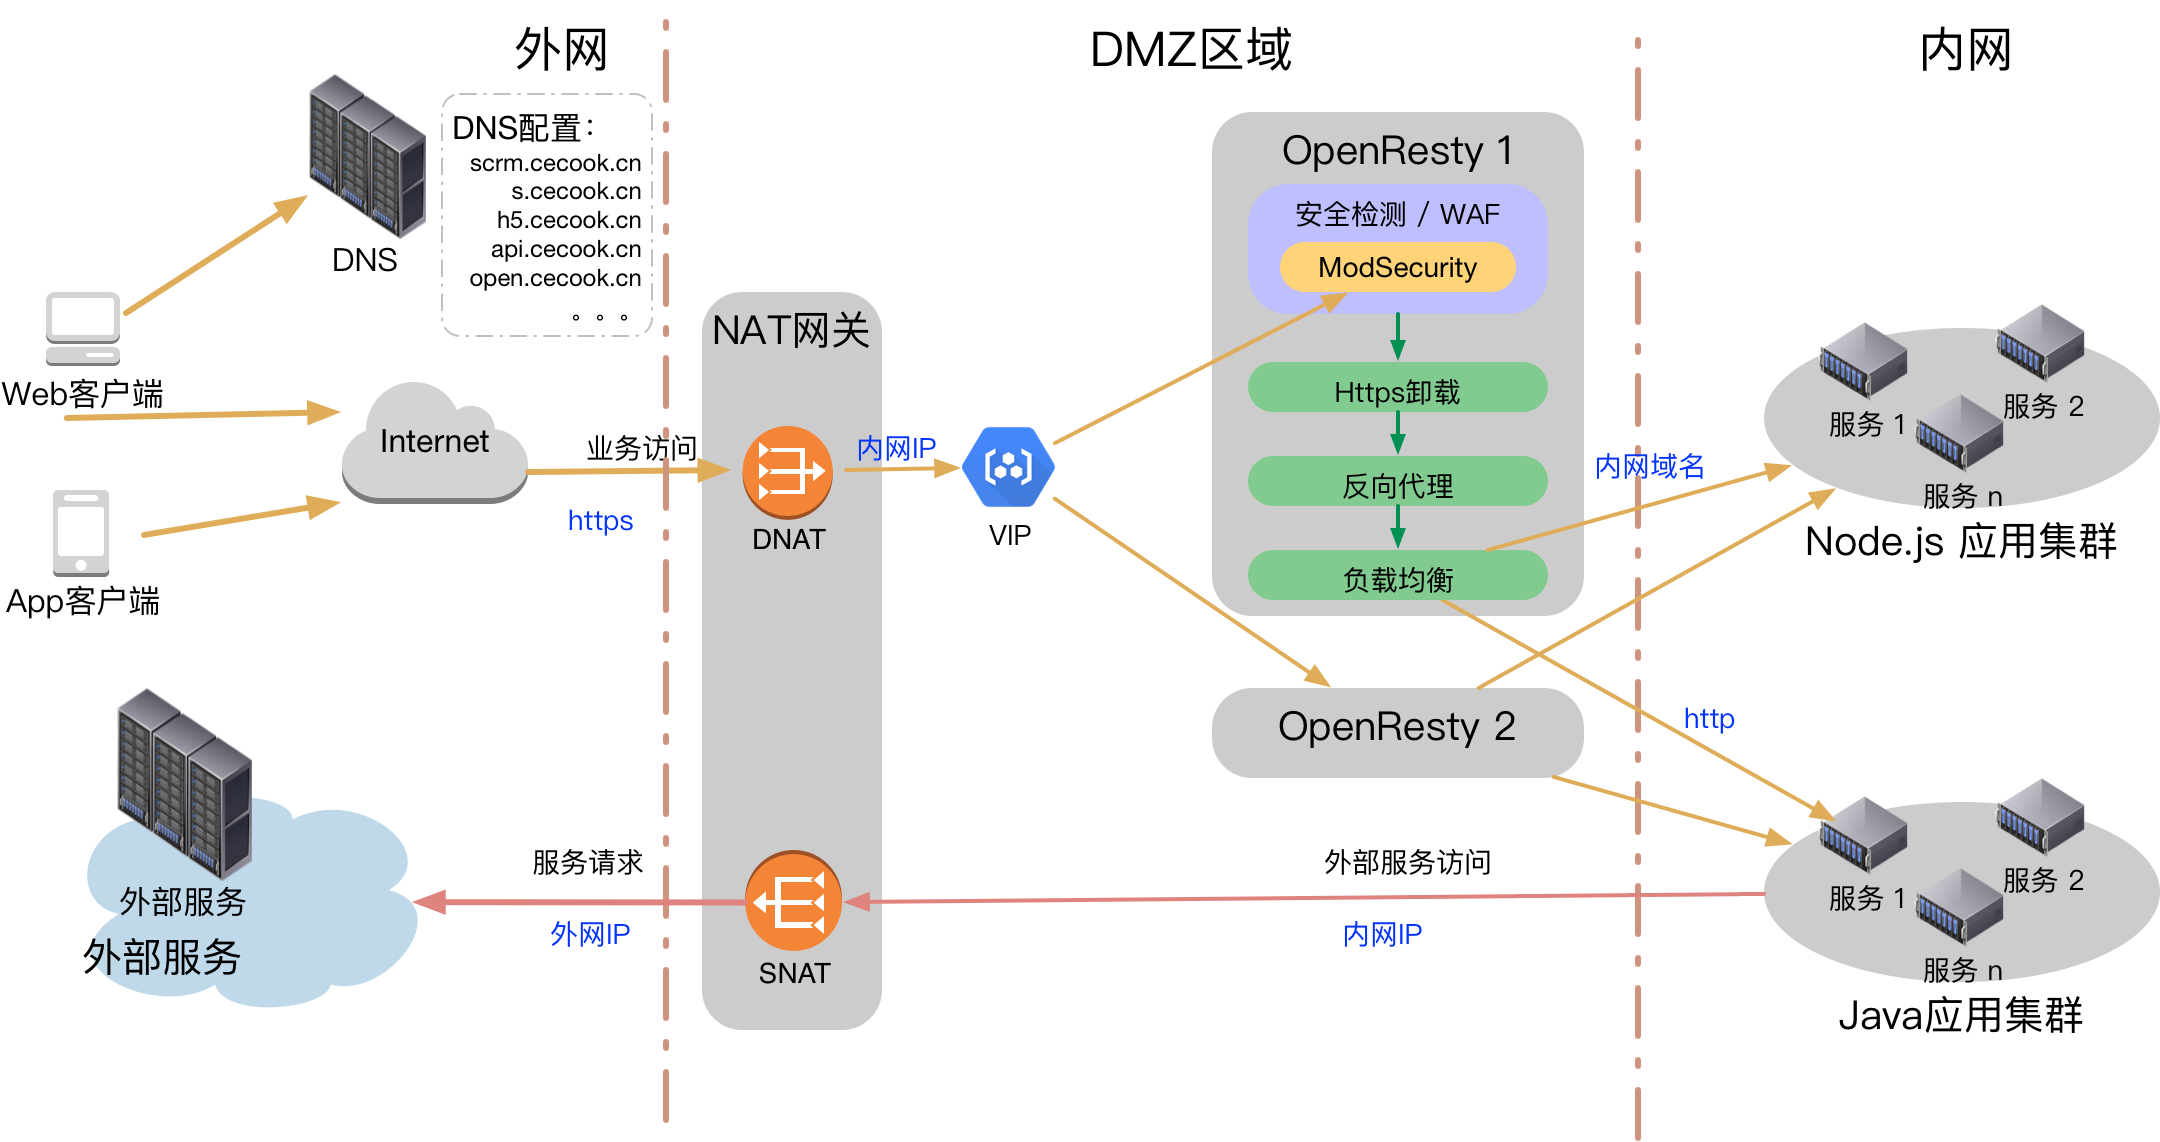 外网
DMZ区域
内网
DNS配置：
scrm.cecook.cn
s.cecook.cn
h5.cecook.cn
api.cecook.cn
open.cecook.cn
。。。
DNS
Web客户端
Internet
App客户端
业务访问
https
NAT网关
DNAT
内网IP
VIP
OpenResty 1
安全检测 / WAF
ModSecurity
Https卸载
反向代理
负载均衡
OpenResty 2
内网域名
http
服务 1
服务 2
服务 n
Node.js 应用集群
服务 1
服务 2
服务 n
Java应用集群
外部服务访问
内网IP
SNAT
服务请求
外网IP
外部服务
外部服务